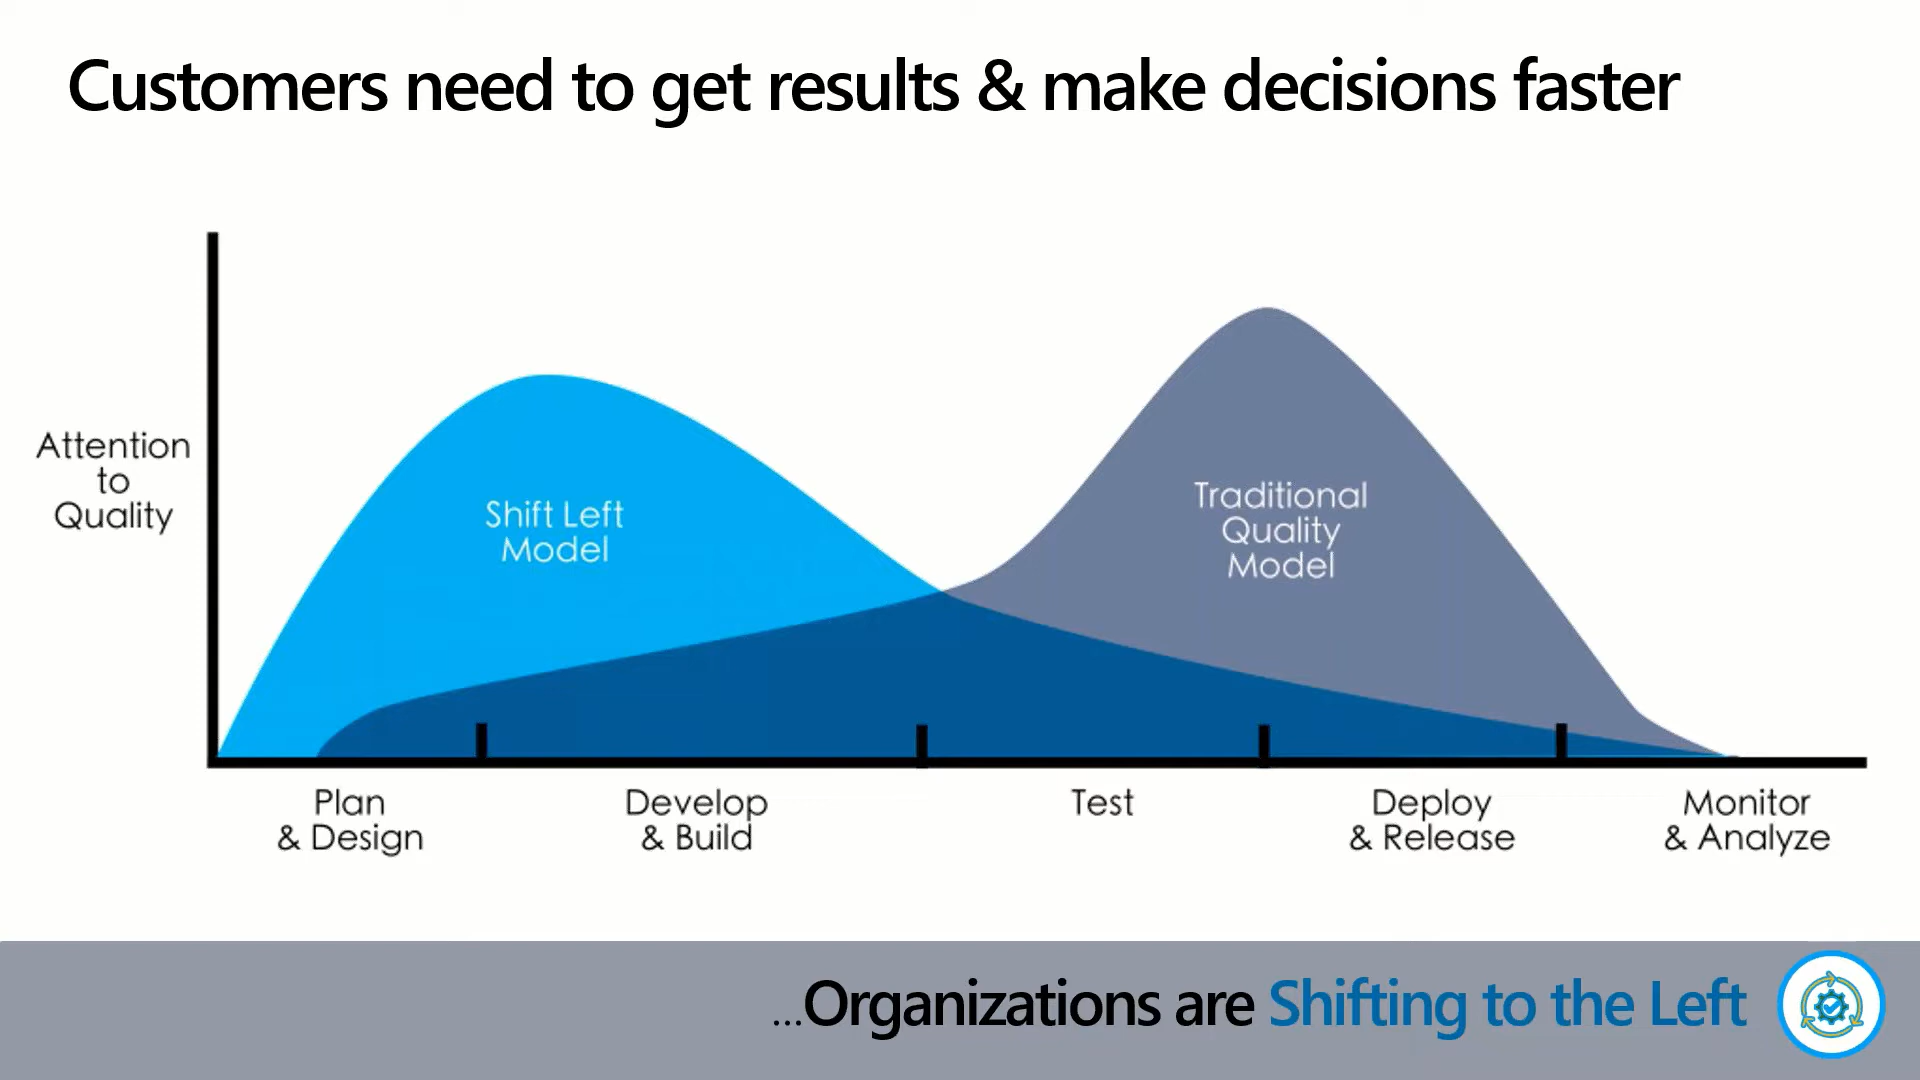 Customers need to get results & make decisions faster
Attention
to
Quality
Shift Left
Model
Traditional
Quality
Model
Plan
& Design
Develop
& Build
Test
Deploy
& Release
Monitor
& Analyze
...Organizations are Shifting to the Left